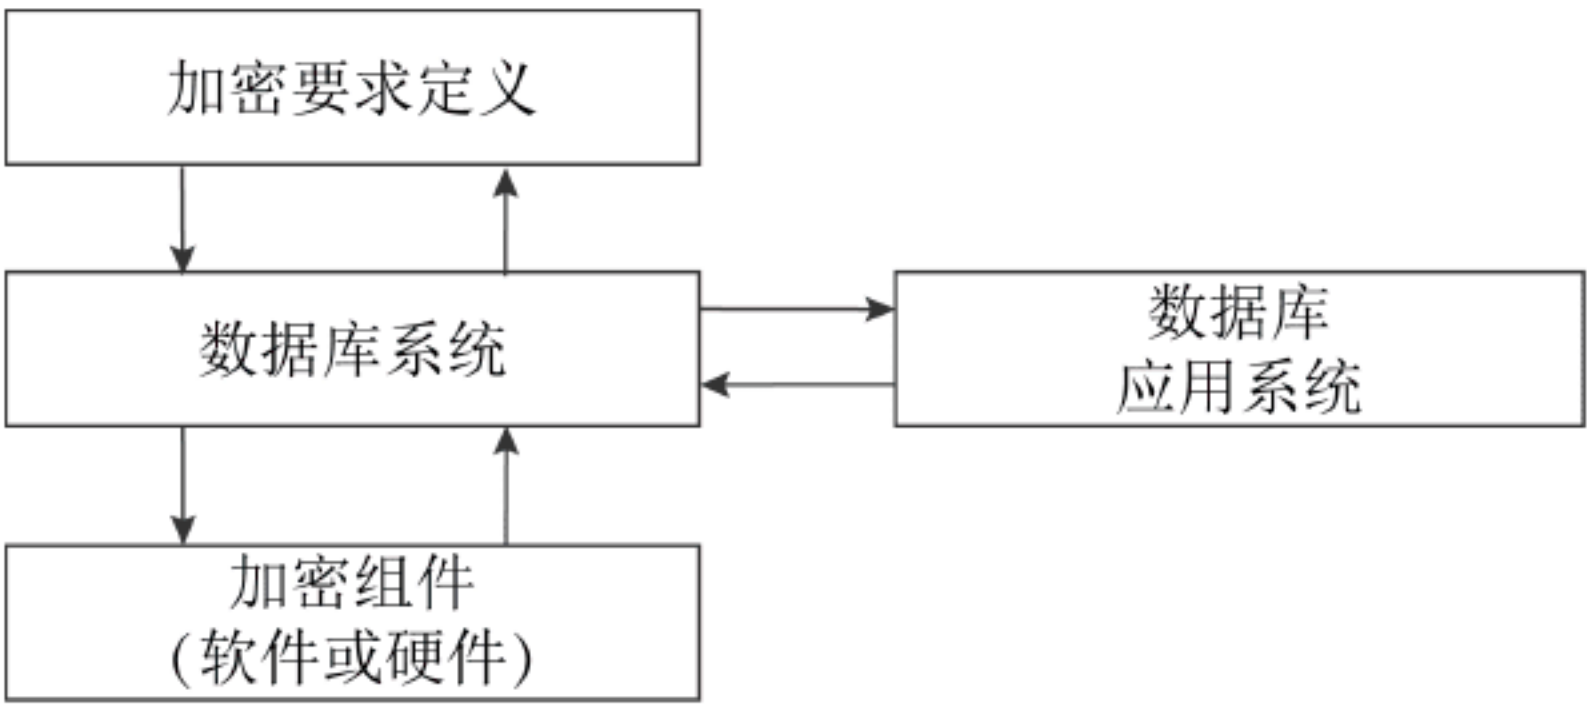 加密要求定义
数据库系统
数据库
应用系统
加密组件
(软件或硬件)